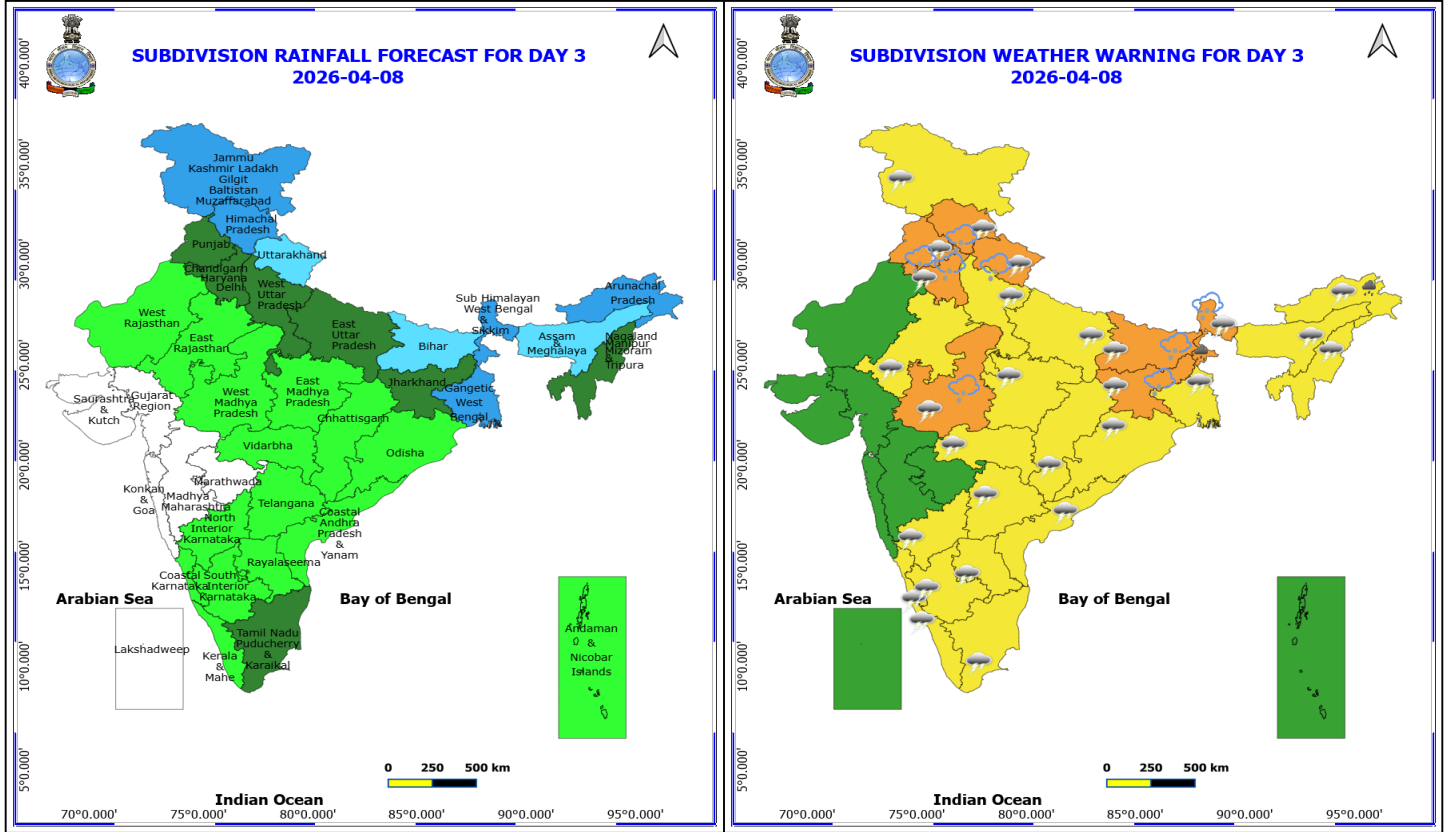 SUBDIVISION RAINFALL FORECAST FOR DAY 3
2026-04-08
40°0.000'
35°0.000'
30°0.000'
25°0.000'
20°0.000'
15°0.000'
10°0.000'
5°0.000'
Jammu
Kashmir Ladakh
Gilgit
Baltistan
Muzaffarabad
Himachal
Pradesh
Punjab
Uttarakhand
Chandigarh
Haryana
Delhi
West
Uttar
Pradesh
Arunachal
Pradesh
Sub Himalayan
West Bengal
&
Sikkim
West
Rajasthan
East
Rajasthan
East
Uttar
Pradesh
Bihar
Assam
&
Meghalaya
Nagaland
Manipur
Mizoram
&
Tripura
Saurashtra
&
Kutch
Gujarat
Region
West
Madhya
Pradesh
East
Madhya
Pradesh
Jharkhand
Gangetic
West
Bengal
Chhattisgarh
Vidarbha
Odisha
Konkan
&
Goa
Madhya
Maharashtra
Marathwada
Telangana
North
Interior
Karnataka
Coastal
Andhra
Pradesh
&
Yanam
Rayalaseema
Coastal
Karnataka
South
Interior
Karnataka
Arabian Sea
Bay of Bengal
Lakshadweep
Kerala
&
Mahe
Tamil Nadu
Puducherry
&
Karaikal
Andaman
&
Nicobar
Islands
0 250 500 km
Indian Ocean
70°0.000' 75°0.000' 80°0.000' 85°0.000' 90°0.000' 95°0.000'
SUBDIVISION WEATHER WARNING FOR DAY 3
2026-04-08
40°0.000'
35°0.000'
30°0.000'
25°0.000'
20°0.000'
15°0.000'
10°0.000'
5°0.000'
Arabian Sea
Bay of Bengal
0 250 500 km
Indian Ocean
70°0.000' 75°0.000' 80°0.000' 85°0.000' 90°0.000' 95°0.000'